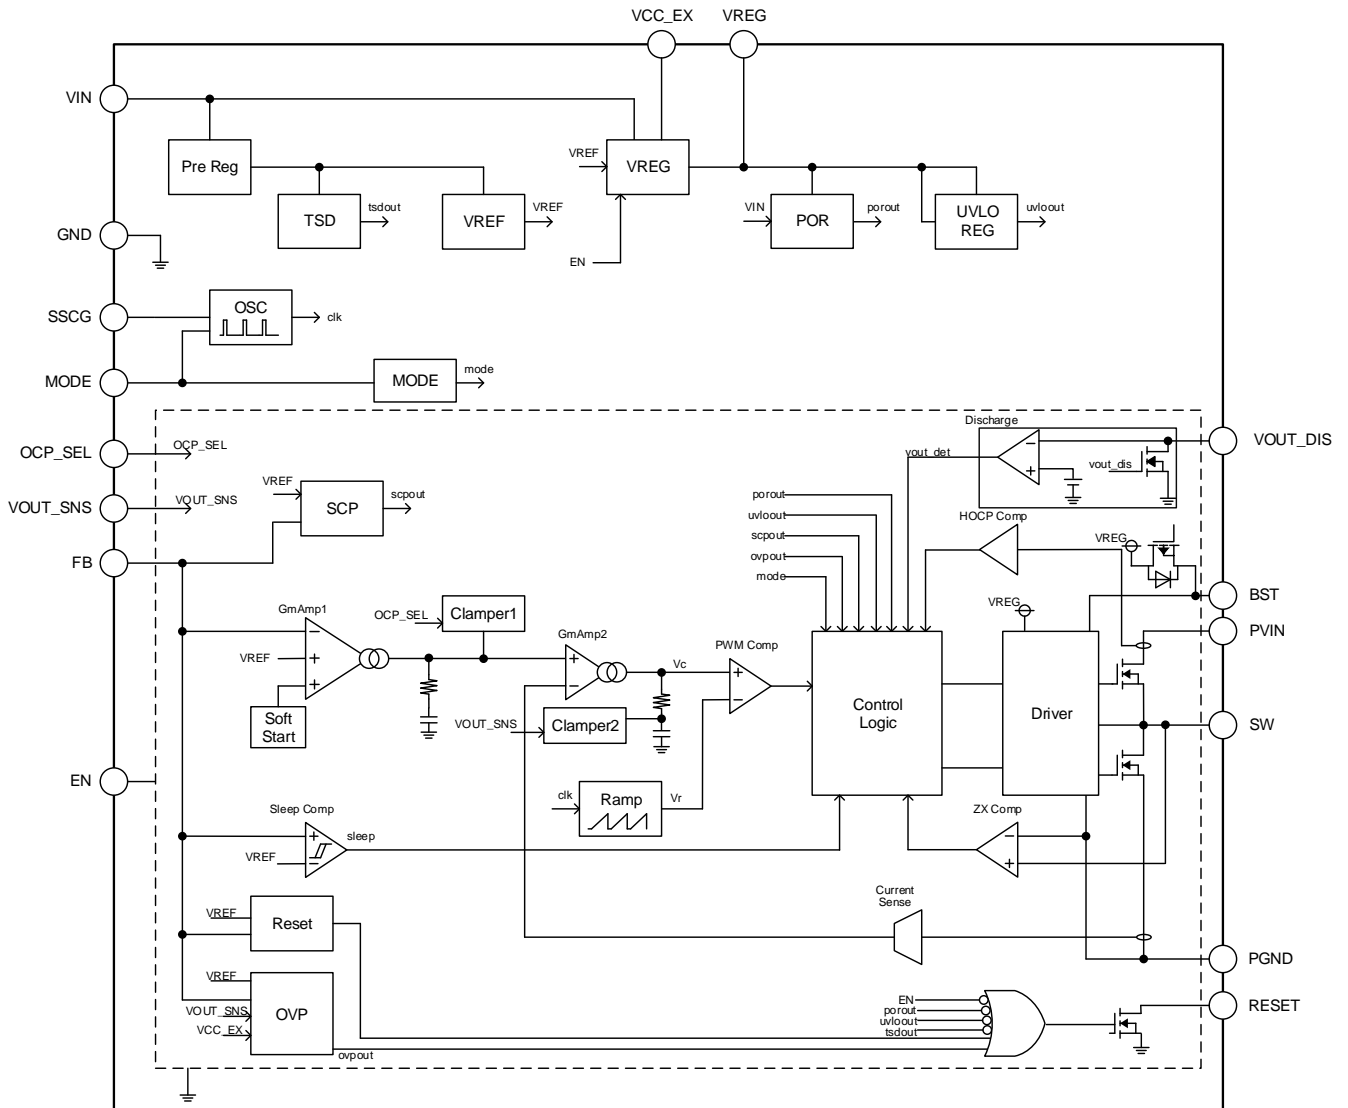 VCC_EX
VREG
VIN
Pre Reg
TSD
tsdout
VREF
VREF
VREF
VREG
EN
VIN
POR
porout
UVLO
REG
uvloout
GND
SSCG
OSC
clk
MODE
MODE
mode
OCP_SEL
OCP_SEL
VOUT_SNS
VOUT_SNS
VREF
SCP
scpout
FB
Discharge
vout_det
vout_dis
VOUT_DIS
porout
uvloout
scpout
ovpout
mode
HOCP Comp
VREG
BST
VREG
PVIN
GmAmp1
VREF
Soft
Start
OCP_SEL
Clamper1
GmAmp2
VOUT_SNS
Clamper2
Vc
PWM Comp
Control
Logic
Driver
SW
EN
clk
Ramp
Vr
Sleep Comp
VREF
sleep
ZX Comp
VREF
Reset
Current
Sense
PGND
VREF
VOUT_SNS
VCC_EX
OVP
ovpout
EN
porout
uvloout
tsdout
RESET